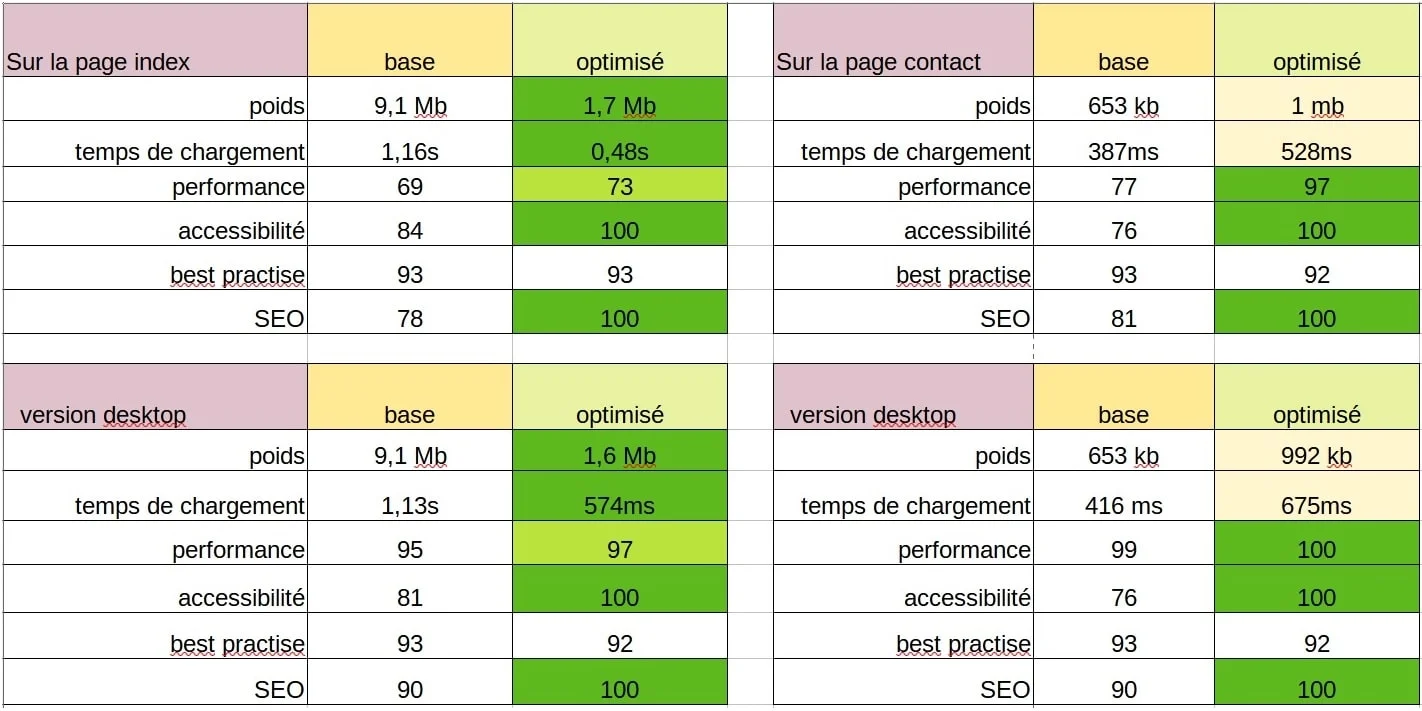 Sur la page index base optimisé
poids 9,1 Mb 1,7 Mb
temps de chargement 1,16s 0,48s
performance 69 73
accessibilité 84 100
best practise 93 93
SEO 78 100
Sur la page contact base optimisé
poids 653 kb 1 mb
temps de chargement 387ms 528ms
performance 77 97
accessibilité 76 100
best practise 93 92
SEO 81 100
version desktop base optimisé
poids 9,1 Mb 1,6 Mb
temps de chargement 1,13s 574ms
performance 95 97
accessibilité 81 100
best practise 93 92
SEO 90 100
version desktop base optimisé
poids 653 kb 992 kb
temps de chargement 416 ms 675ms
performance 99 100
accessibilité 76 100
best practise 93 92
SEO 90 100